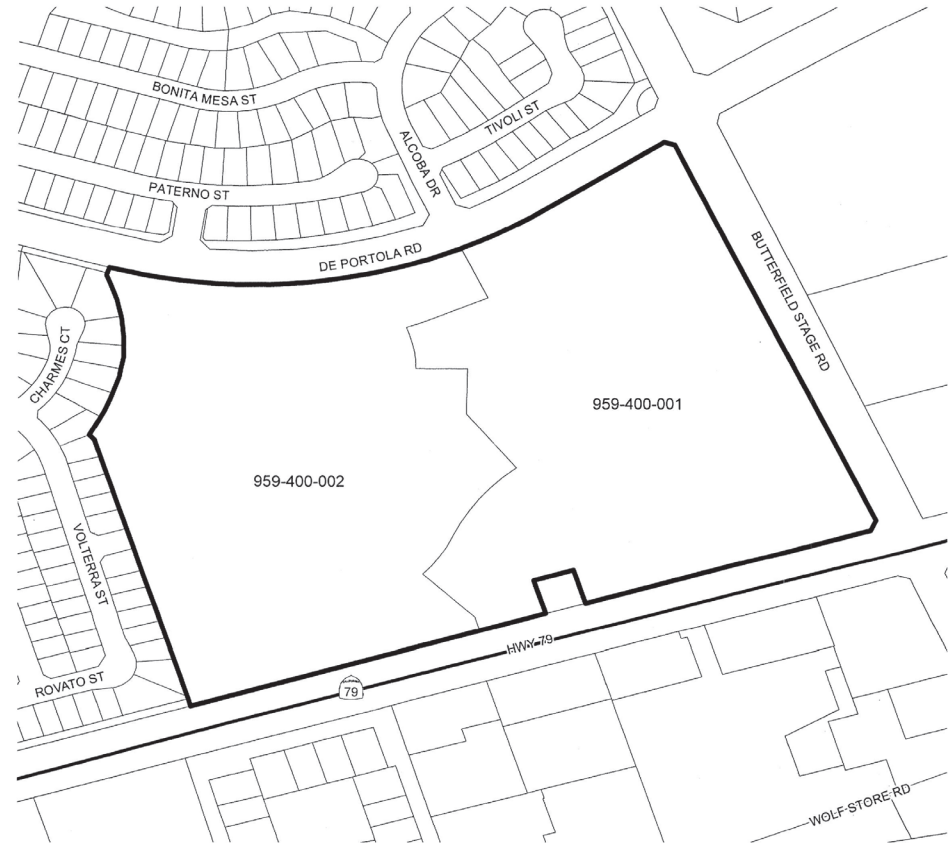 BONITA MESA ST
TIVOLI ST
ALCOBA DR
PATERNO ST
DE PORTOLA RD
BUTTERFIELD STAGE RD
CHARMES CT
959-400-001
959-400-002
VOLTERRA ST
HWY 79
ROVATO ST
79
WOLF STORE RD